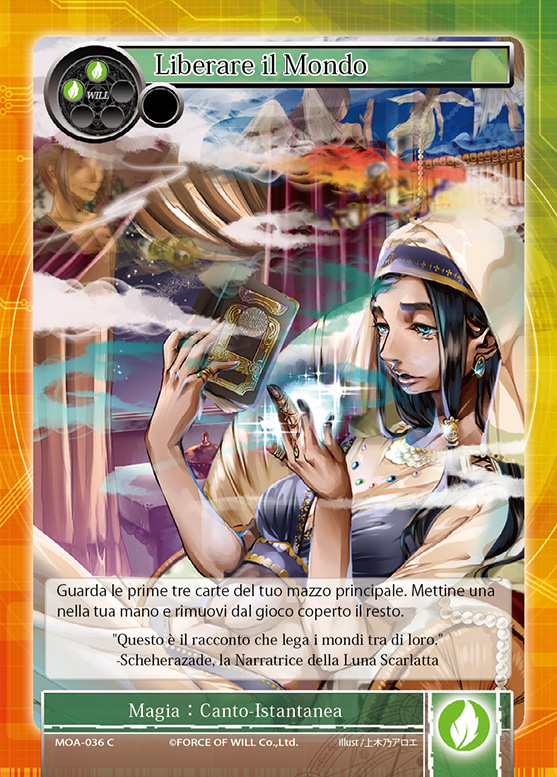 Liberare il Mondo
WILL
Guarda le prime tre carte del tuo mazzo principale. Mettine una
nella tua mano e rimuovi dal gioco coperto il resto.
"Questo è il racconto che lega i mondi tra di loro."
-Scheherazade, la Narratrice della Luna Scarlatta
Magia : Canto-Istantanea
MOA-036 C ©FORCE OF WILL Co.,Ltd. illust/上木乃アロエ